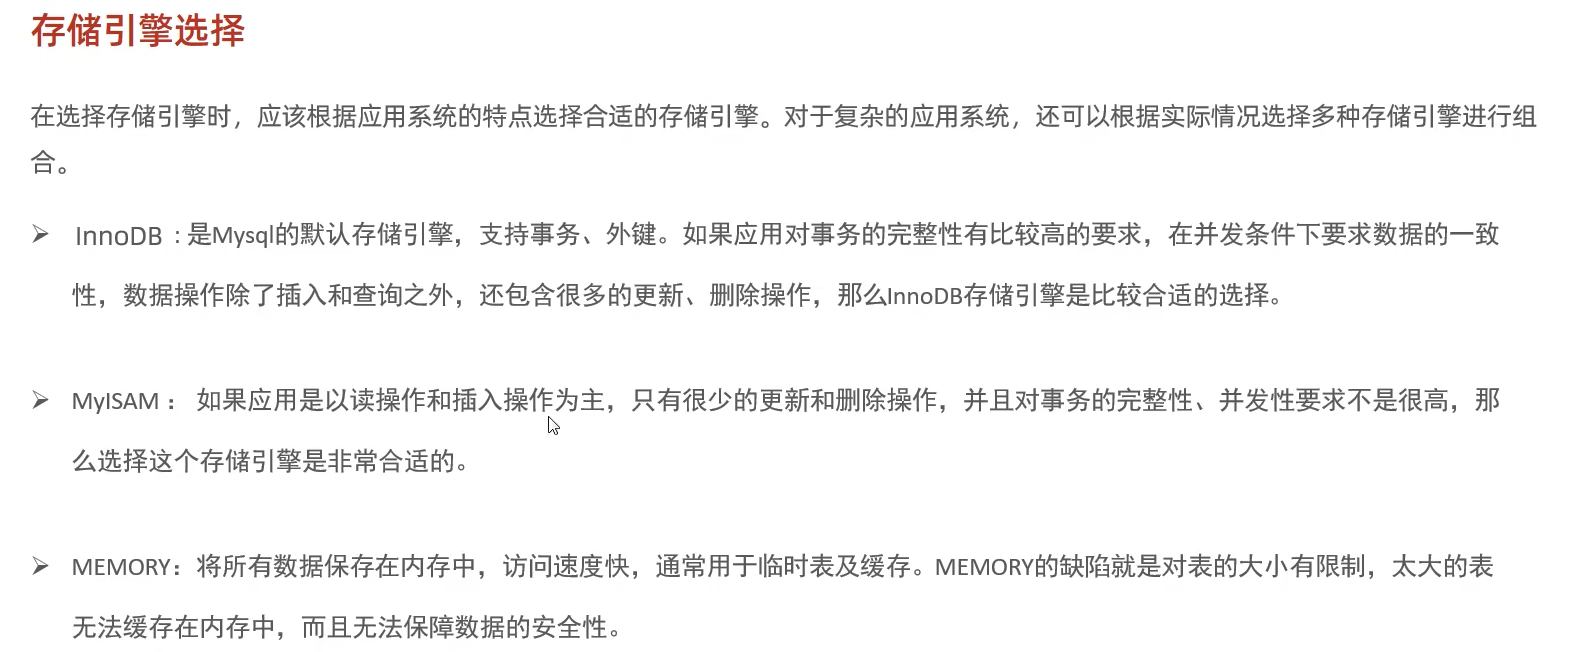 存储引擎选择
在选择存储引擎时，应该根据应用系统的特点选择合适的存储引擎。对于复杂的应用系统，还可以根据实际情况选择多种存储引擎进行组
合。
➢ InnoDB : 是Mysql的默认存储引擎，支持事务、外键。如果应用对事务的完整性有比较高的要求，在并发条件下要求数据的一致
性，数据操作除了插入和查询之外，还包含很多的更新、删除操作，那么InnoDB存储引擎是比较合适的选择。
➢ MyISAM ： 如果应用是以读操作和插入操作为主，只有很少的更新和删除操作，并且对事务的完整性、并发性要求不是很高，那
么选择这个存储引擎是非常合适的。
➢ MEMORY：将所有数据保存在内存中，访问速度快，通常用于临时表及缓存。MEMORY的缺陷就是对表的大小有限制，太大的表
无法缓存在内存中，而且无法保障数据的安全性。